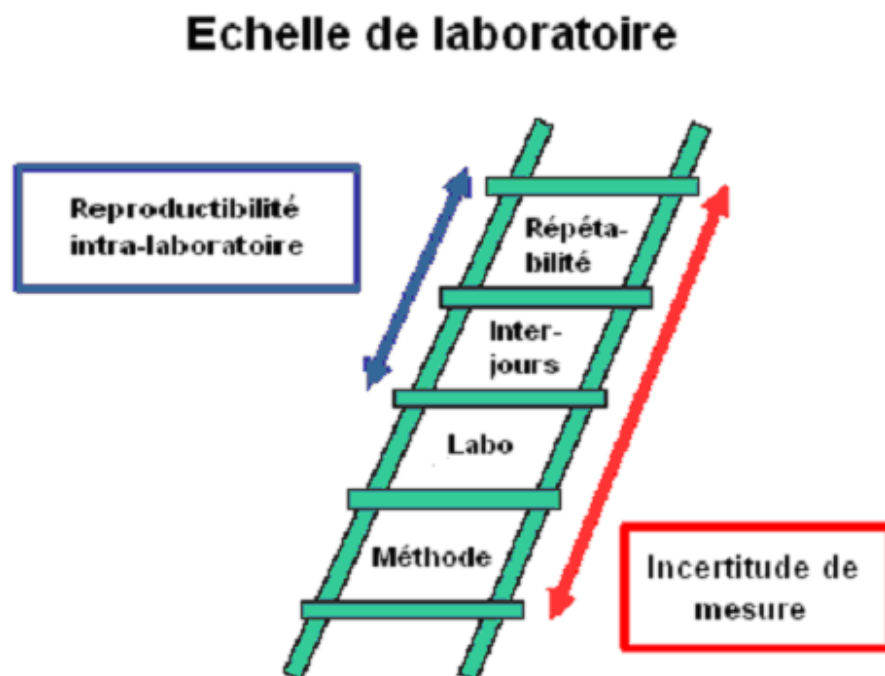 Echelle de laboratoire
Reproductibilité
intra-laboratoire
Répéta-
bilité
Inter-
jours
Labo
Méthode
Incertitude de
mesure